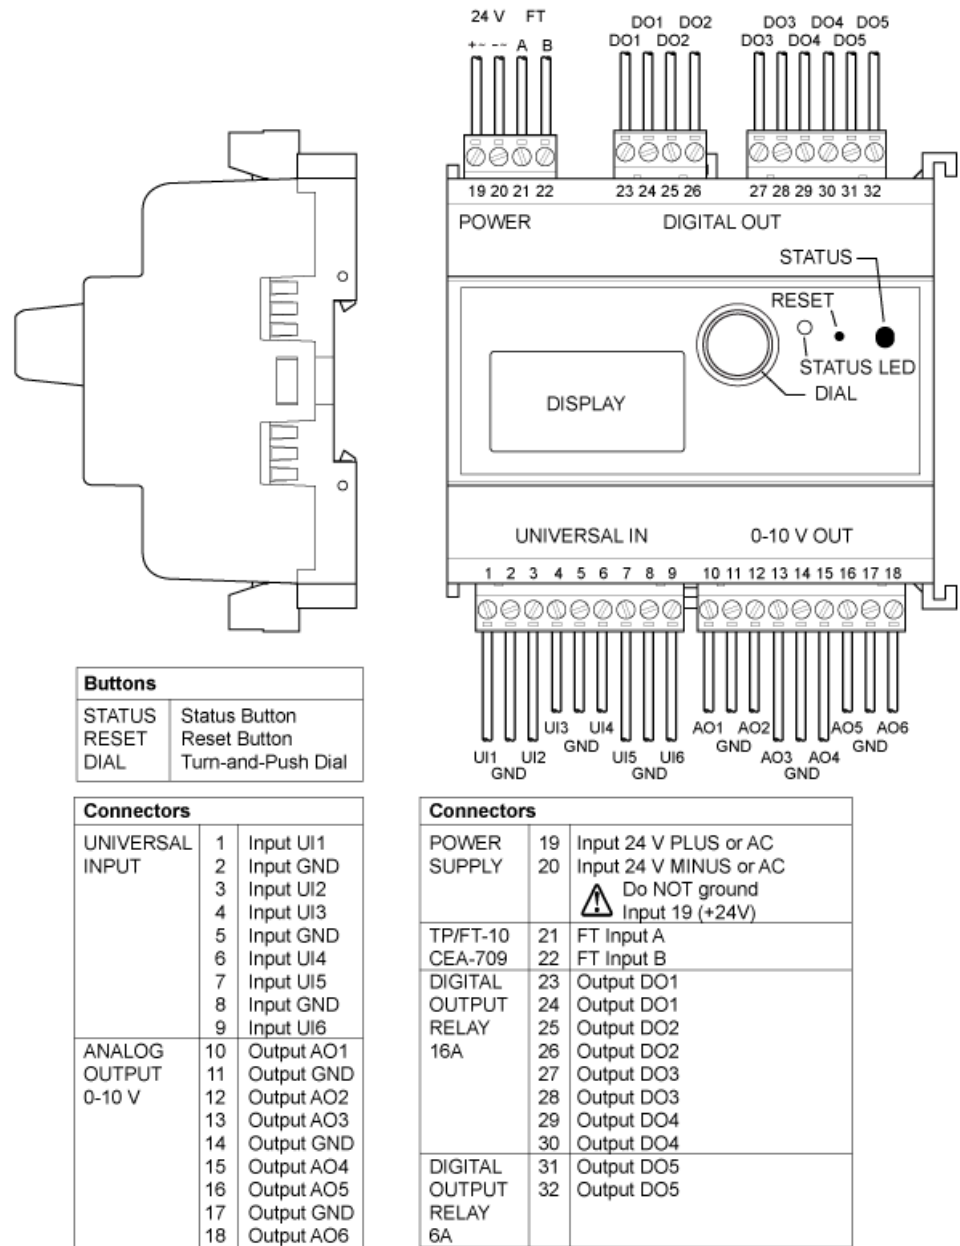 24 V FT
+~ -~ A B
DO1 DO2
DO1 DO2
DO3 DO4 DO5
DO3 DO4 DO5
19 20 21 22
23 24 25 26
27 28 29 30 31 32
POWER
DIGITAL OUT
STATUS
RESET
STATUS LED
DIAL
DISPLAY
UNIVERSAL IN
0-10 V OUT
1 2 3 4 5 6 7 8 9
10 11 12 13 14 15 16 17 18
UI3 UI4
GND
UI1 UI2 UI5 UI6
GND GND
AO1 AO2 AO5 AO6
GND GND
AO3 AO4
GND
Buttons
STATUS Status Button
RESET Reset Button
DIAL Turn-and-Push Dial
Connectors
UNIVERSAL 1 Input UI1
INPUT 2 Input GND
3 Input UI2
4 Input UI3
5 Input GND
6 Input UI4
7 Input UI5
8 Input GND
9 Input UI6
ANALOG 10 Output AO1
OUTPUT 11 Output GND
0-10 V 12 Output AO2
13 Output AO3
14 Output GND
15 Output AO4
16 Output AO5
17 Output GND
18 Output AO6
Connectors
POWER 19 Input 24 V PLUS or AC
SUPPLY 20 Input 24 V MINUS or AC
Do NOT ground
Input 19 (+24V)
TP/FT-10 21 FT Input A
CEA-709 22 FT Input B
DIGITAL 23 Output DO1
OUTPUT 24 Output DO1
RELAY 25 Output DO2
16A 26 Output DO2
27 Output DO3
28 Output DO3
29 Output DO4
30 Output DO4
DIGITAL 31 Output DO5
OUTPUT 32 Output DO5
RELAY
6A